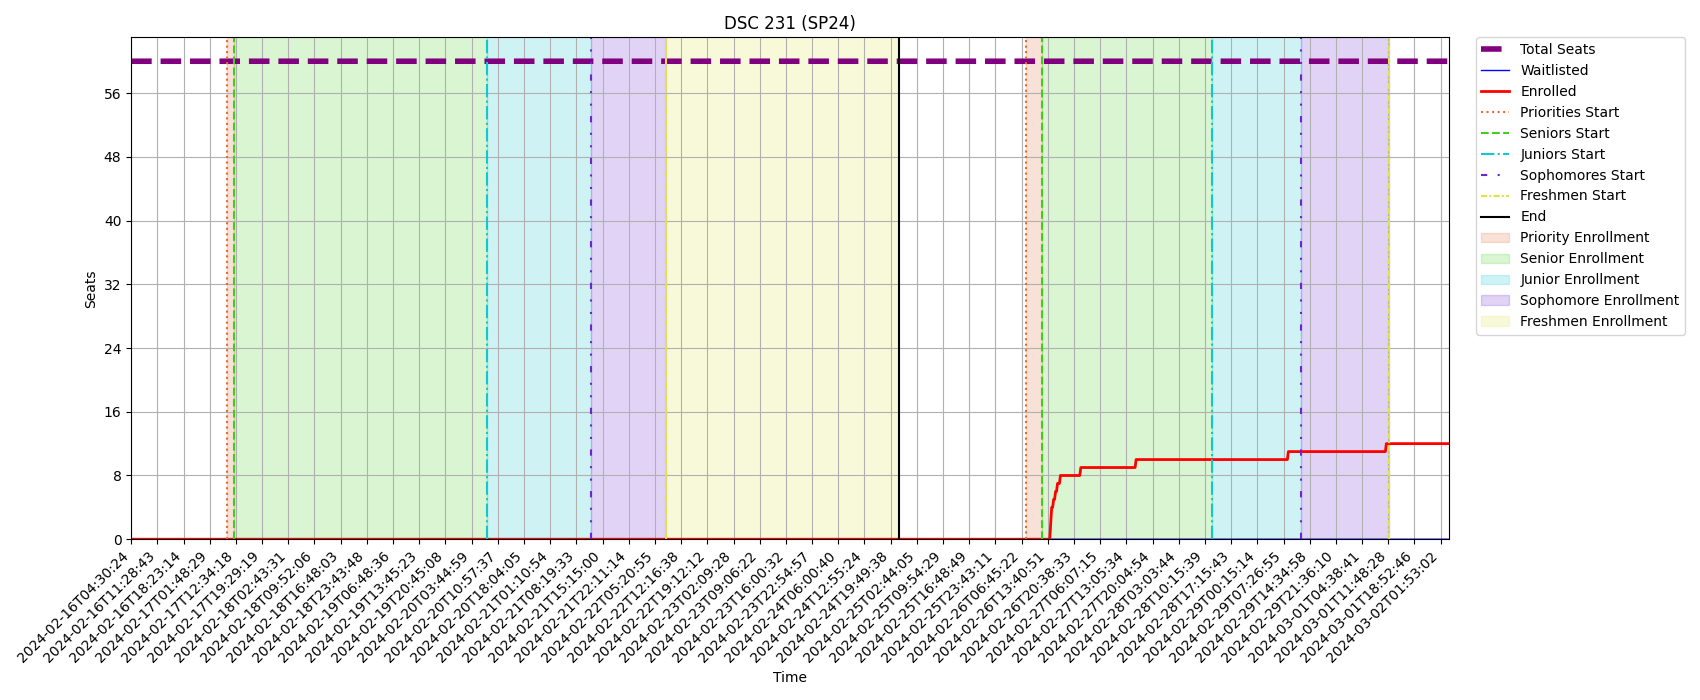 DSC 231 (SP24)
Seats
56
48
40
32
24
16
8
0
2024-02-16T04:30:24
2024-02-16T11:28:43
2024-02-16T18:23:14
2024-02-17T01:48:29
2024-02-17T12:34:18
2024-02-17T19:29:19
2024-02-18T02:43:31
2024-02-18T09:52:06
2024-02-18T16:48:03
2024-02-18T23:43:48
2024-02-19T06:48:36
2024-02-19T13:45:23
2024-02-19T20:45:08
2024-02-20T03:44:59
2024-02-20T10:57:37
2024-02-20T18:04:05
2024-02-21T01:10:54
2024-02-21T08:19:33
2024-02-21T15:15:00
2024-02-21T22:11:14
2024-02-22T05:20:55
2024-02-22T12:16:38
2024-02-22T19:12:12
2024-02-23T02:09:28
2024-02-23T09:06:22
2024-02-23T16:00:32
2024-02-23T22:54:57
2024-02-24T06:00:40
2024-02-24T12:55:24
2024-02-24T19:49:38
2024-02-25T02:44:05
2024-02-25T09:54:29
2024-02-25T16:48:49
2024-02-25T23:43:11
2024-02-26T06:45:22
2024-02-26T13:40:51
2024-02-26T20:38:33
2024-02-27T06:07:15
2024-02-27T13:05:34
2024-02-27T20:04:54
2024-02-28T03:03:44
2024-02-28T10:15:39
2024-02-28T17:15:43
2024-02-29T00:15:14
2024-02-29T07:26:55
2024-02-29T14:34:58
2024-02-29T21:36:10
2024-03-01T04:38:41
2024-03-01T11:48:28
2024-03-01T18:52:46
2024-03-02T01:53:02
Time
Total Seats
Waitlisted
Enrolled
Priorities Start
Seniors Start
Juniors Start
Sophomores Start
Freshmen Start
End
Priority Enrollment
Senior Enrollment
Junior Enrollment
Sophomore Enrollment
Freshmen Enrollment